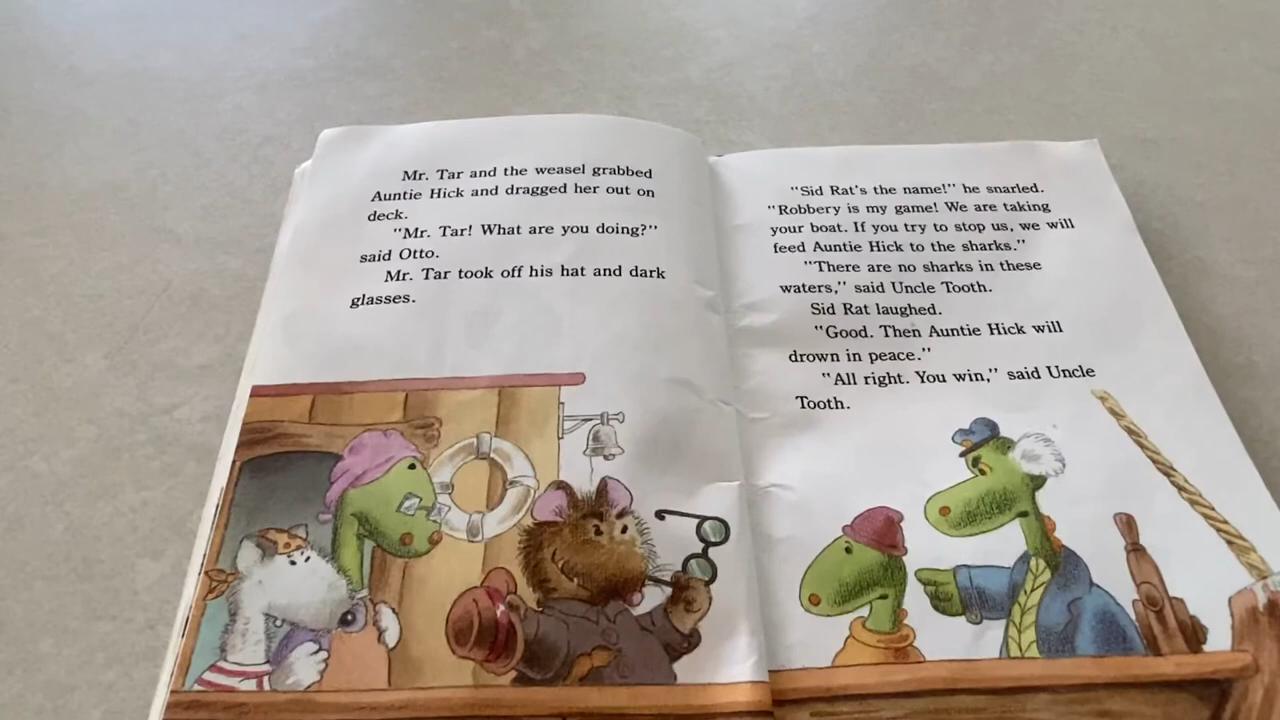 Mr. Tar and the weasel grabbed
Auntie Hick and dragged her out on
deck.
"Mr. Tar! What are you doing?"
said Otto.
Mr. Tar took off his hat and dark
glasses.
"Sid Rat's the name!" he snarled.
"Robbery is my game! We are taking
your boat. If you try to stop us, we will
feed Auntie Hick to the sharks."
"There are no sharks in these
waters," said Uncle Tooth.
Sid Rat laughed.
"Good. Then Auntie Hick will
drown in peace."
"All right. You win," said Uncle
Tooth.